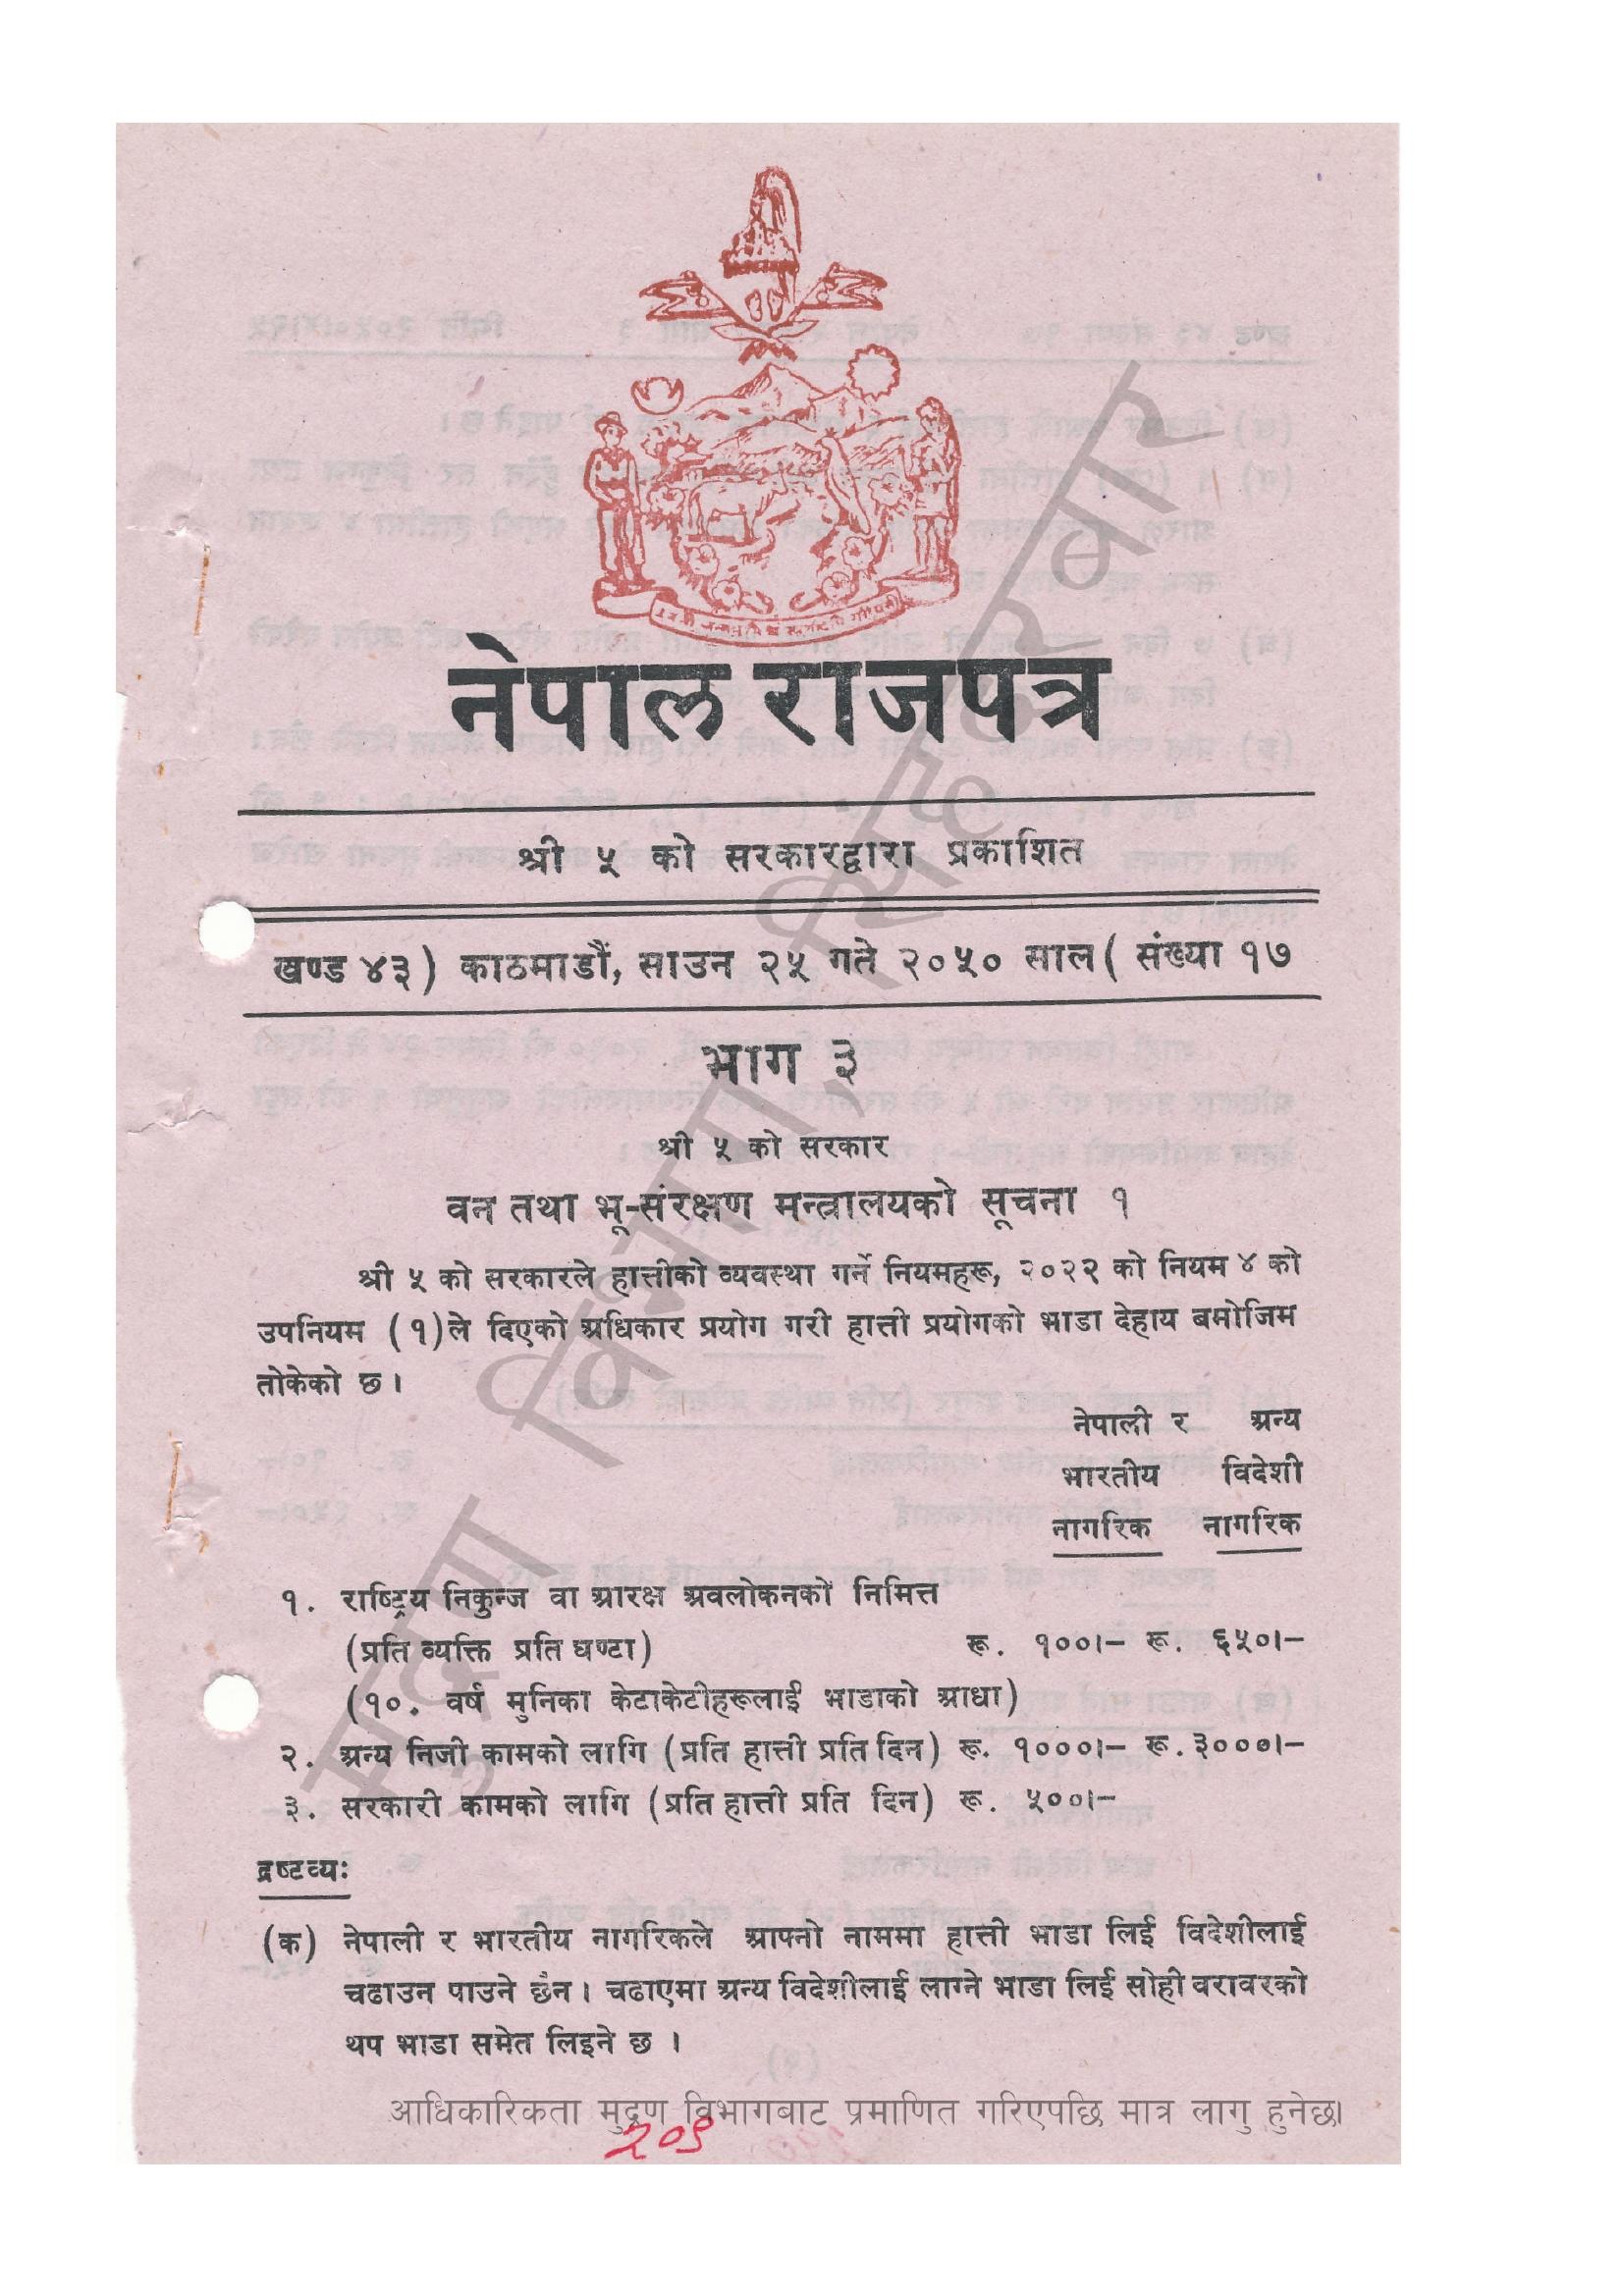 नेपाल राजपत्र
श्री ५ को सरकारद्वारा प्रकाशित
खण्ड ४३) काठमाडौं, साउन २५ गते २०५० साल ( संख्या १७
भाग ३
श्री ५ को सरकार
वन तथा भू-संरक्षण मन्त्रालयको सूचना १
श्री ५ को सरकारले हात्तीको व्यवस्था गर्ने नियमहरू, २०२२ को नियम ४ को
उपनियम (१)ले दिएको अधिकार प्रयोग गरी हात्ती प्रयोगको भाडा देहाय बमोजिम
तोकेको छ।
नेपाली र अन्य
भारतीय विदेशी
नागरिक नागरिक
१. राष्ट्रिय निकुन्ज वा आरक्ष अवलोकनको निमित्त
(प्रति व्यक्ति प्रति घण्टा) रू. १००।– रू. ६५०।–
(१०. वर्ष मुनिका केटाकेटीहरूलाई भाडाको आधा)
२. अन्य निजी कामको लागि (प्रति हात्ती प्रति दिन) रू. १०००।– रू. ३०००।–
३. सरकारी कामको लागि (प्रति हात्ती प्रति दिन) रू. ५००।–
द्रष्टव्यः
(क) नेपाली र भारतीय नागरिकले आफ्नो नाममा हात्ती भाडा लिई विदेशीलाई
चढाउन पाउने छैन। चढाएमा अन्य विदेशीलाई लाग्ने भाडा लिई सोही वरावरको
थप भाडा समेत लिइने छ ।
आधिकारिकता मुद्रण विभागबाट प्रमाणित गरिएपछि मात्र लागु हुनेछ।
२०९
मुद्रण विभाग, सिंहदरबार